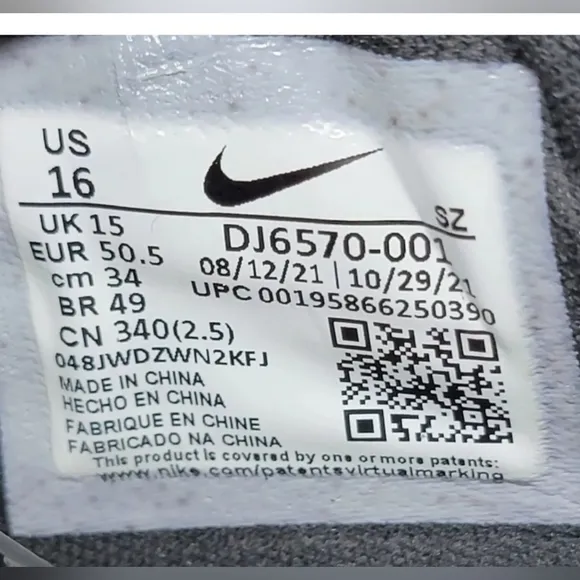 US
16
SZ
UK 15
DJ6570-001
EUR 50.5
08/12/21 | 10/29/21
cm 34
UPC 00195866250390
BR 49
CN 340(2.5)
048JWDZWN2KFJ
MADE IN CHINA
HECHO EN CHINA
FABRIQUE EN CHINE
FABRICADO NA CHINA
This product is covered by one or more patents:
www.nike.com/patentsvirtualmarking